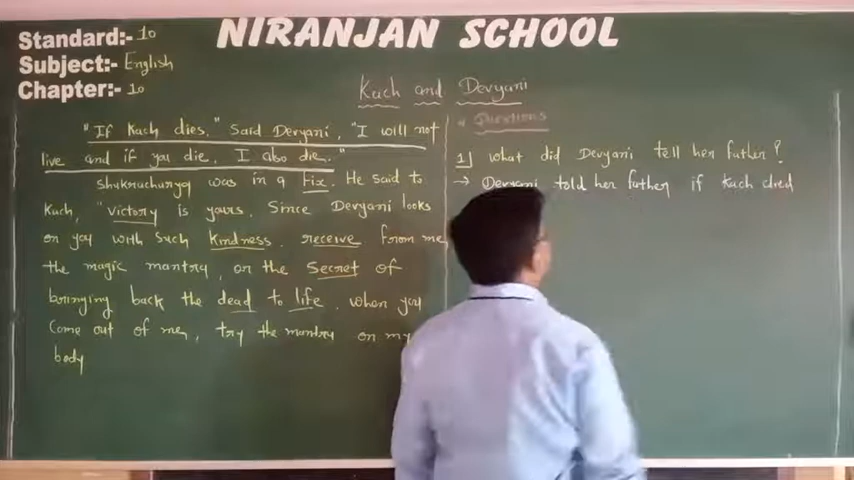 NIRANJAN SCHOOL
Standard:- 10
Subject:- English
Chapter:- 10
Kach and Devyani
"If Kach dies," Said Devyani, "I will not
live and if you die, I also die."
Shukracharya was in a Fix. He said to
Kach, "Victory is yours. Since Devyani looks
on you with such kindness. receive from me
the magic mantra, or the Secret of
bringing back the dead to life. when you
Come out of me, try the mantra on my
body
* Questions
1] what did Devyani tell her father?
→ Devyani told her father if Kach died